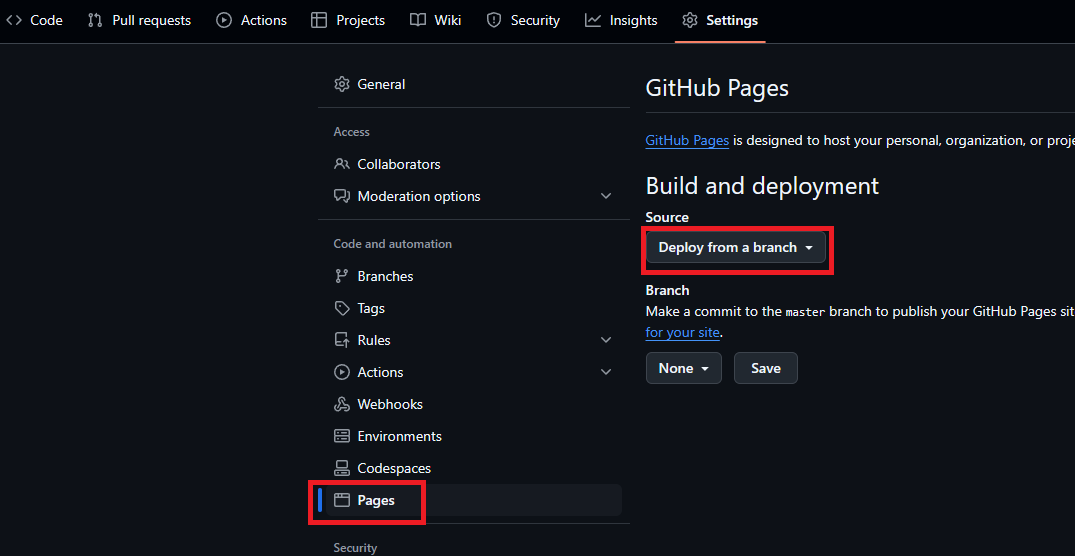 Code Pull requests Actions Projects Wiki Security Insights Settings
General
Access
Collaborators
Moderation options
Code and automation
Branches
Tags
Rules
Actions
Webhooks
Environments
Codespaces
Pages
Security
GitHub Pages
GitHub Pages is designed to host your personal, organization, or proje
Build and deployment
Source
Deploy from a branch
Branch
Make a commit to the master branch to publish your GitHub Pages sit
for your site.
None Save